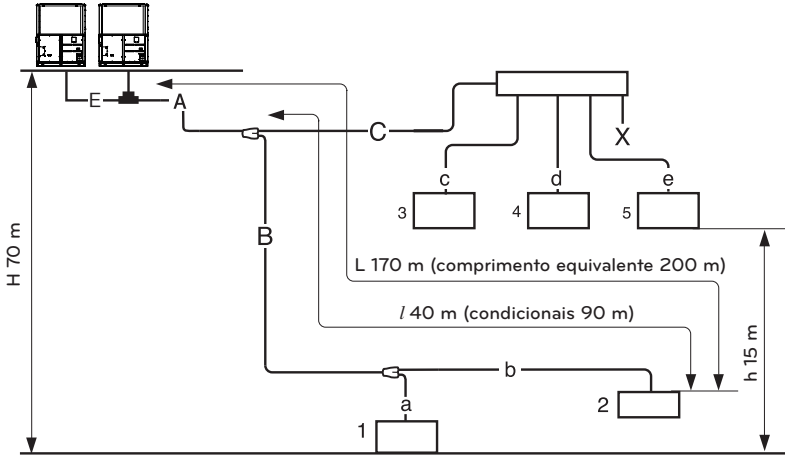 E
A
C
X
c
d
e
3
4
5
B
H 70 m
L 170 m (comprimento equivalente 200 m)
l 40 m (condicionais 90 m)
h 15 m
b
a
2
1